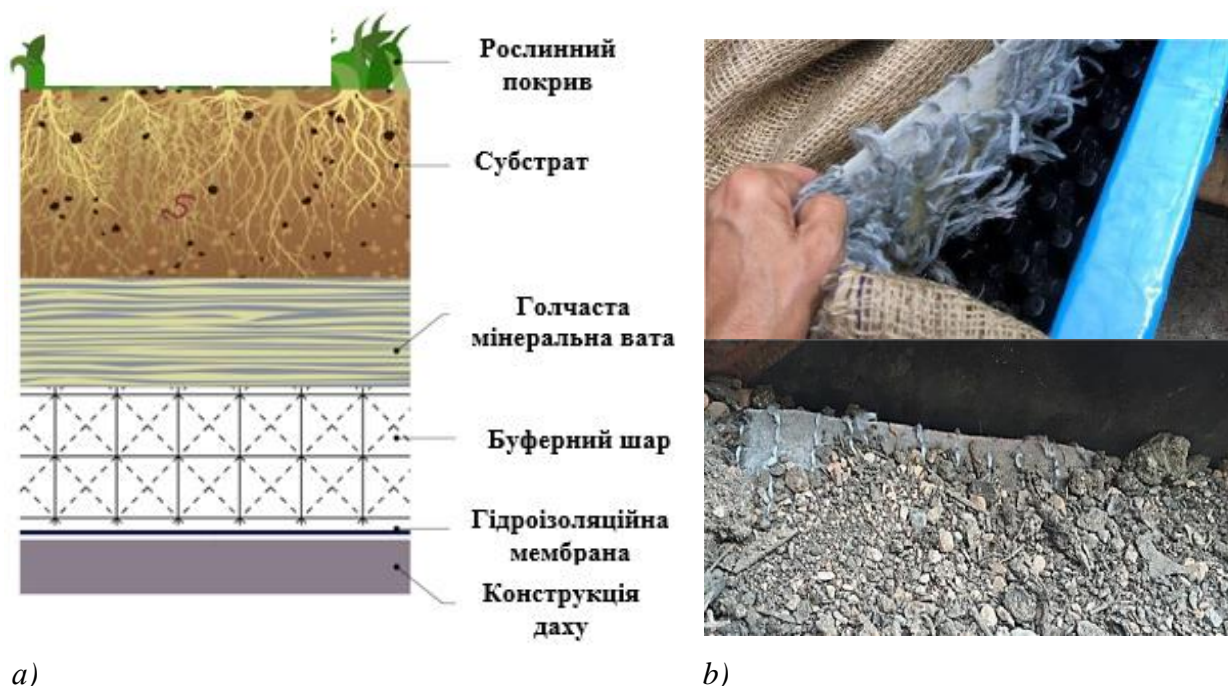 Рослинний
покрив
Субстрат
Голчаста
мінеральна вата
Буферний шар
Гідроізоляційна
мембрана
Конструкція
даху
a)
b)